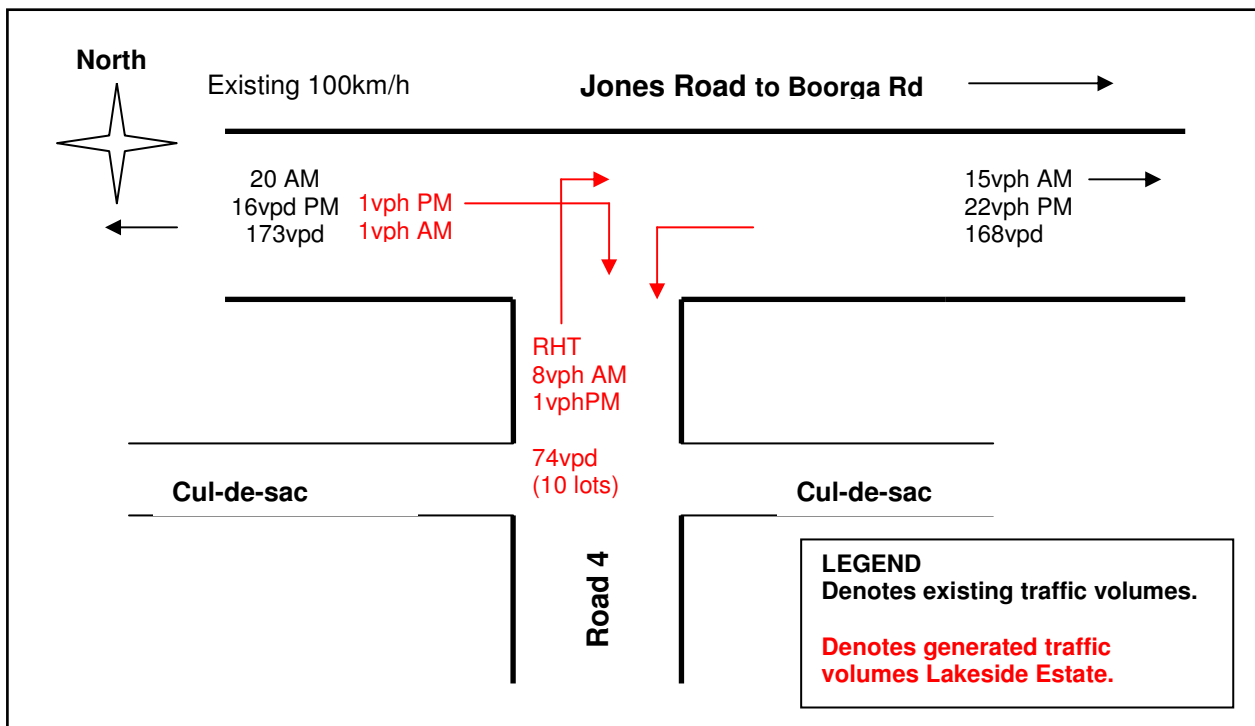 North
Existing 100km/h
Jones Road to Boorga Rd
20 AM
16vpd PM
173vpd
1vph PM
1vph AM
15vph AM
22vph PM
168vpd
RHT
8vph AM
1vphPM
74vpd
(10 lots)
Cul-de-sac
Cul-de-sac
Road 4
LEGEND
Denotes existing traffic volumes.
Denotes generated traffic
volumes Lakeside Estate.